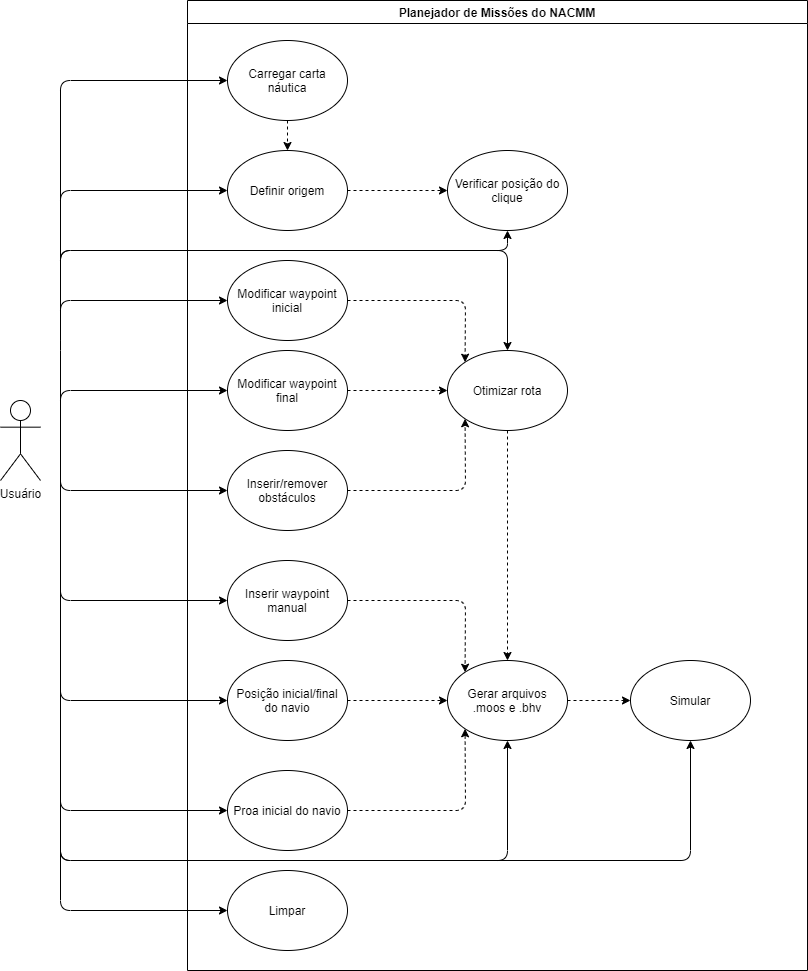 Planejador de Missões do NACMM
Carregar carta
náutica
Definir origem
Verificar posição do
clique
Modificar waypoint
inicial
Modificar waypoint
final
Otimizar rota
Usuário
Inserir/remover
obstáculos
Inserir waypoint
manual
Posição inicial/final
do navio
Gerar arquivos
.moos e .bhv
Simular
Proa inicial do navio
Limpar